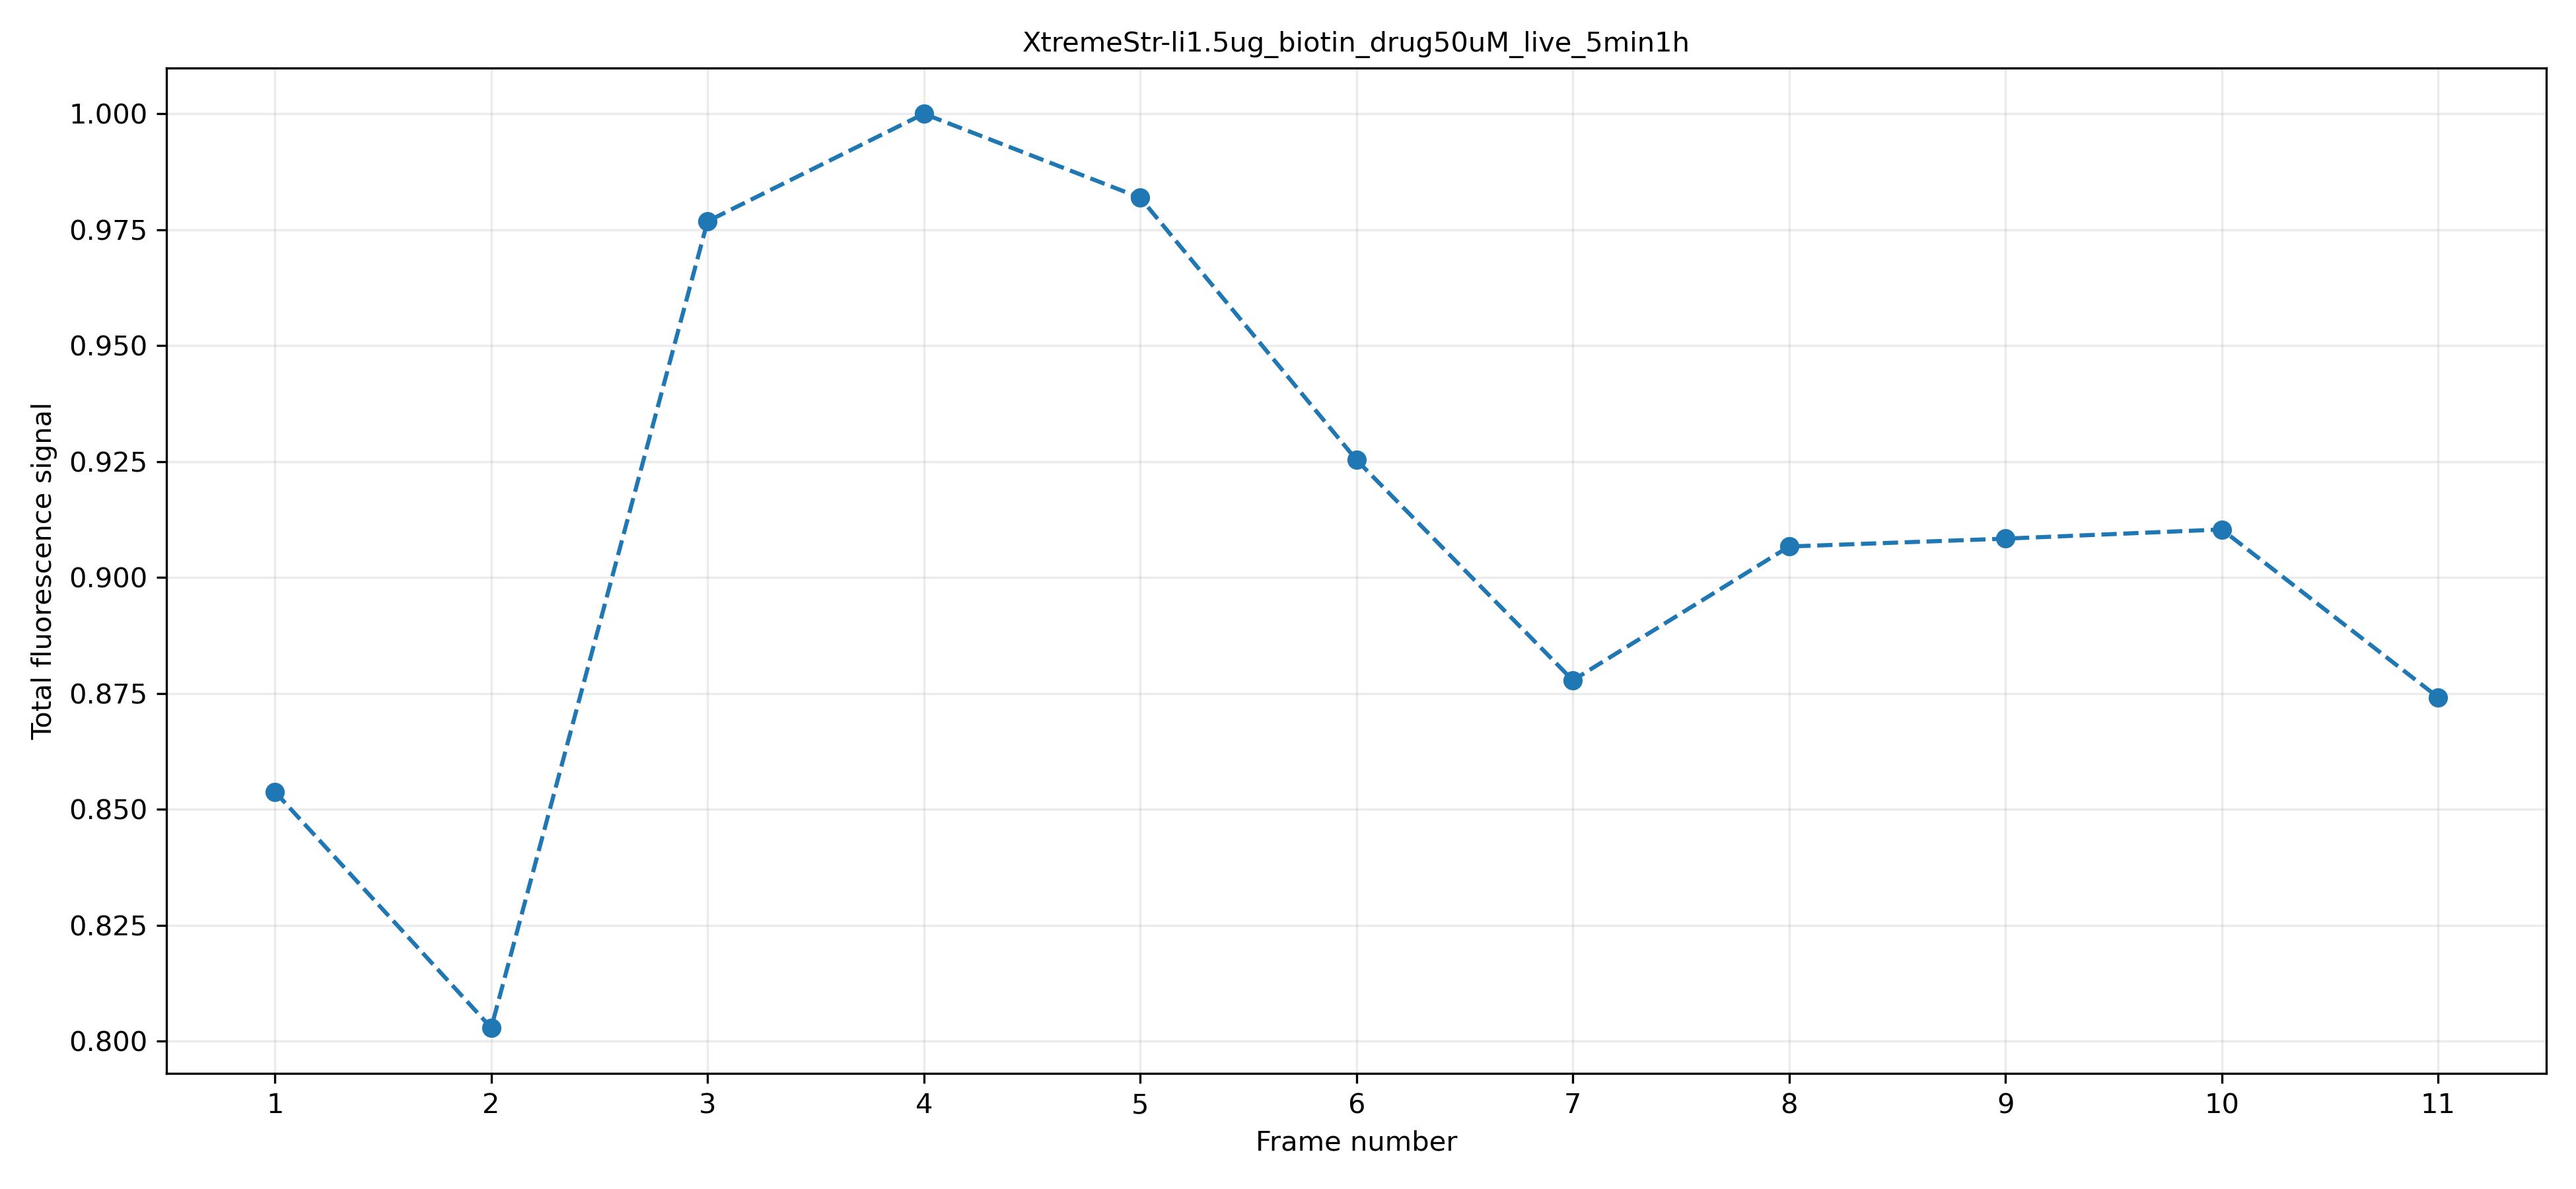 XtremeStr-li1.5ug_biotin_drug50uM_live_5min1h
Total fluorescence signal
1.000
0.975
0.950
0.925
0.900
0.875
0.850
0.825
0.800
1 2 3 4 5 6 7 8 9 10 11
Frame number